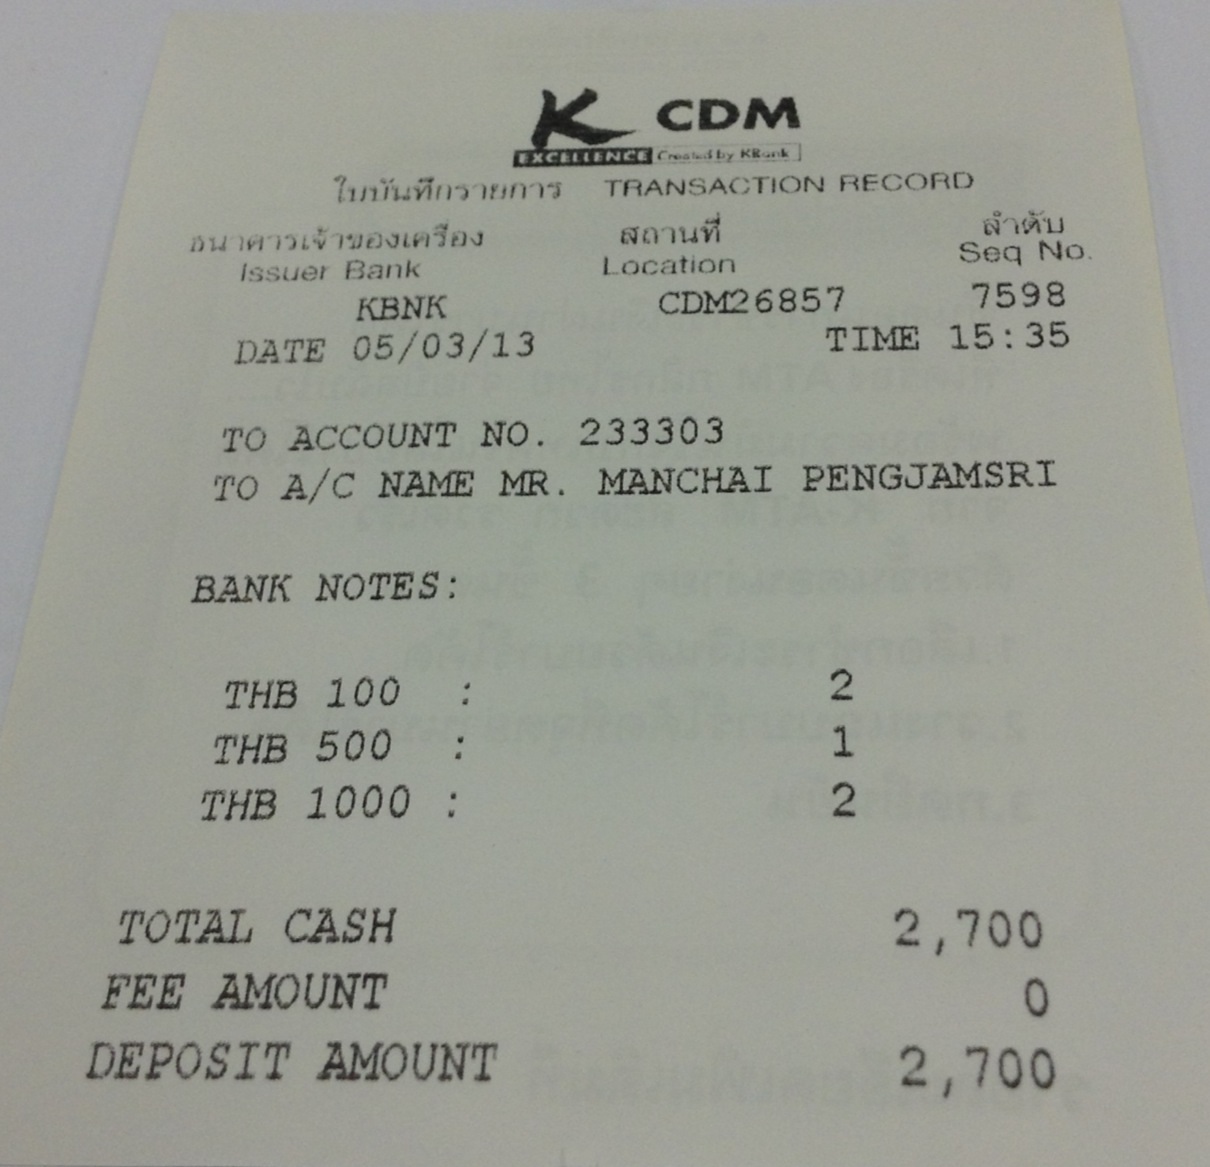 K CDM
EXCELLENCE Created by KBank
ใบบันทึกรายการ TRANSACTION RECORD
ธนาคารเจ้าของเครื่อง สถานที่ ลำดับ
Issuer Bank Location Seq No.
KBNK CDM26857 7598
DATE 05/03/13 TIME 15:35
TO ACCOUNT NO. 233303
TO A/C NAME MR. MANCHAI PENGJAMSRI
BANK NOTES:
THB 100 : 2
THB 500 : 1
THB 1000 : 2
TOTAL CASH 2,700
FEE AMOUNT 0
DEPOSIT AMOUNT 2,700